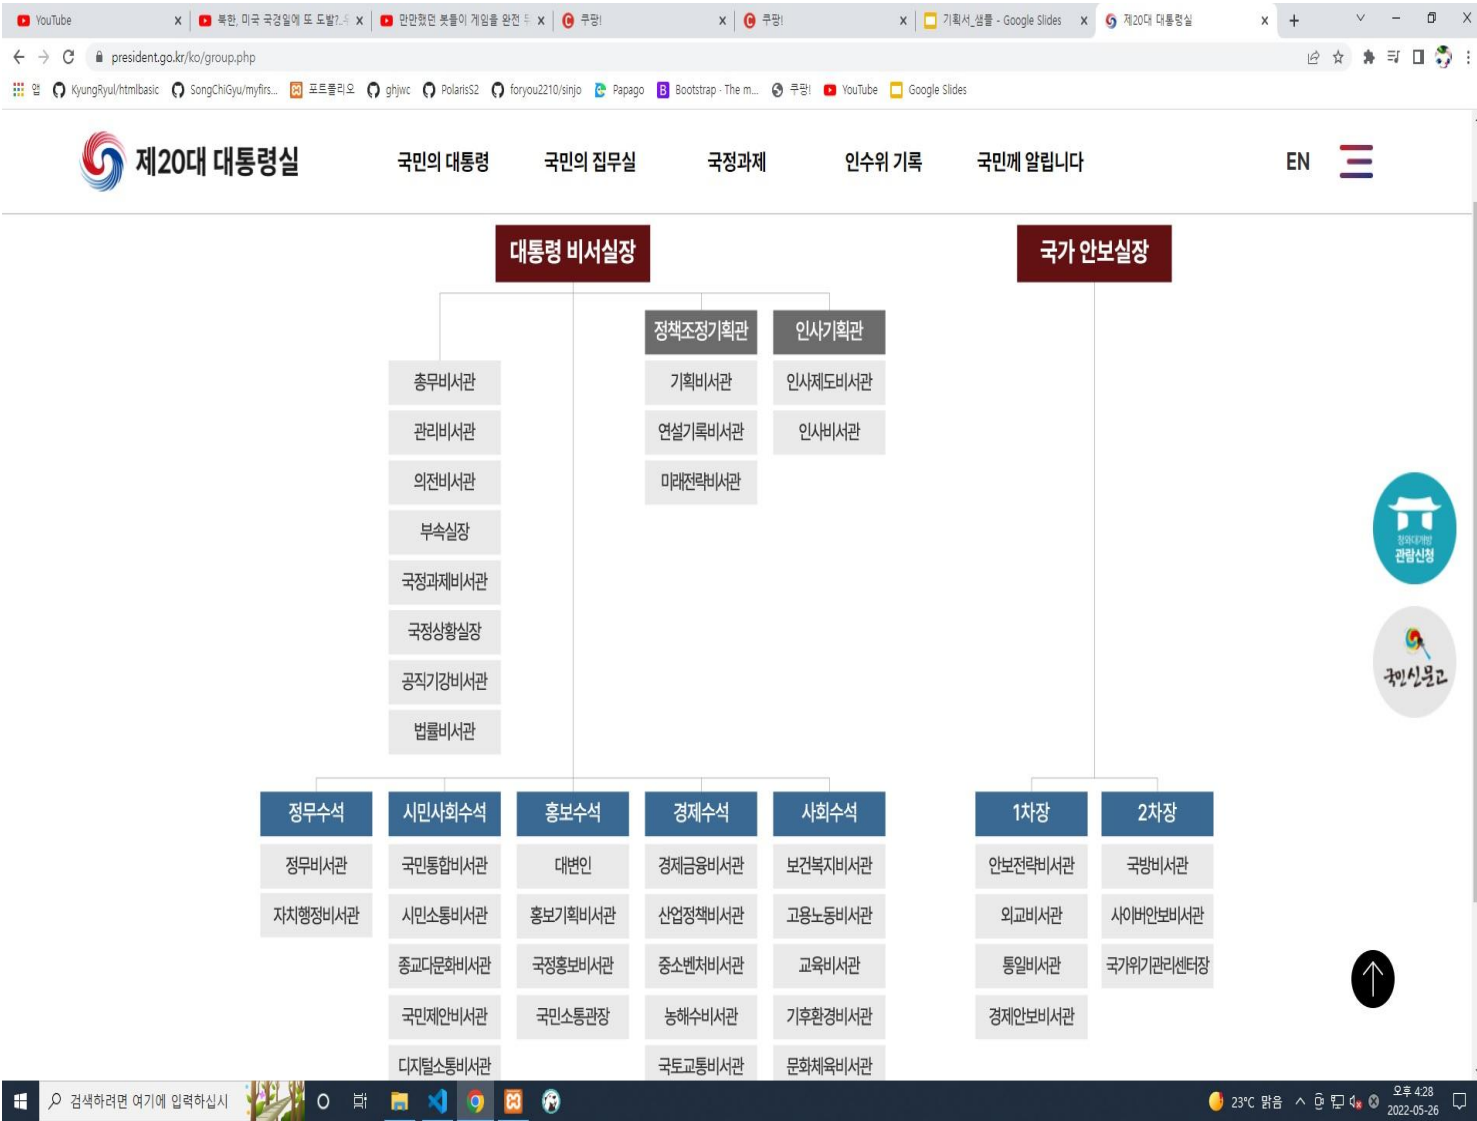 YouTube
북한, 미국 국경일에 또 도발?..
만만했던 봇들이 게임을 완전
쿠팡!
쿠팡!
기획서_샘플 - Google Slides
제20대 대통령실
president.go.kr/ko/group.php
앱 KyungRyul/htmlbasic SongChiGyu/myfirs... 포트폴리오 ghjwc PolarisS2 foryou2210/sinjo Papago Bootstrap · The m... 쿠팡! YouTube Google Slides
제20대 대통령실 국민의 대통령 국민의 집무실 국정과제 인수위 기록 국민께 알립니다 EN
대통령 비서실장 국가 안보실장
정책조정기획관 인사기획관
총무비서관 기획비서관 인사제도비서관
관리비서관 연설기록비서관 인사비서관
의전비서관 미래전략비서관
부속실장
국정과제비서관
국정상황실장
공직기강비서관
법률비서관
청와대개방
관람신청
국민신문고
정무수석 시민사회수석 홍보수석 경제수석 사회수석 1차장 2차장
정무비서관 국민통합비서관 대변인 경제금융비서관 보건복지비서관 안보전략비서관 국방비서관
자치행정비서관 시민소통비서관 홍보기획비서관 산업정책비서관 고용노동비서관 외교비서관 사이버안보비서관
종교다문화비서관 국정홍보비서관 중소벤처비서관 교육비서관 통일비서관 국가위기관리센터장
국민제안비서관 국민소통관장 농해수비서관 기후환경비서관 경제안보비서관
디지털소통비서관 국토교통비서관 문화체육비서관
검색하려면 여기에 입력하십시
23°C 맑음
오후 4:28
2022-05-26